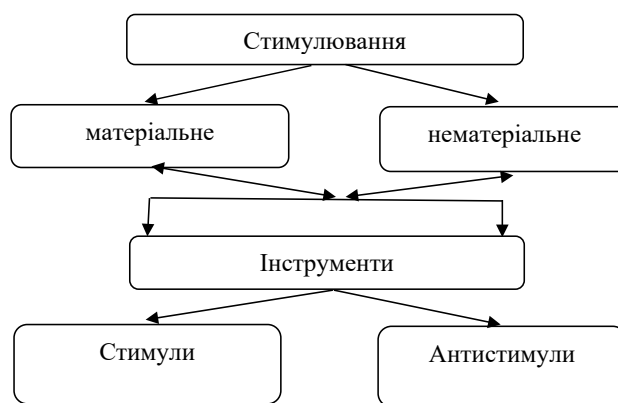 Стимулювання
матеріальне
нематеріальне
Інструменти
Стимули
Антистимули